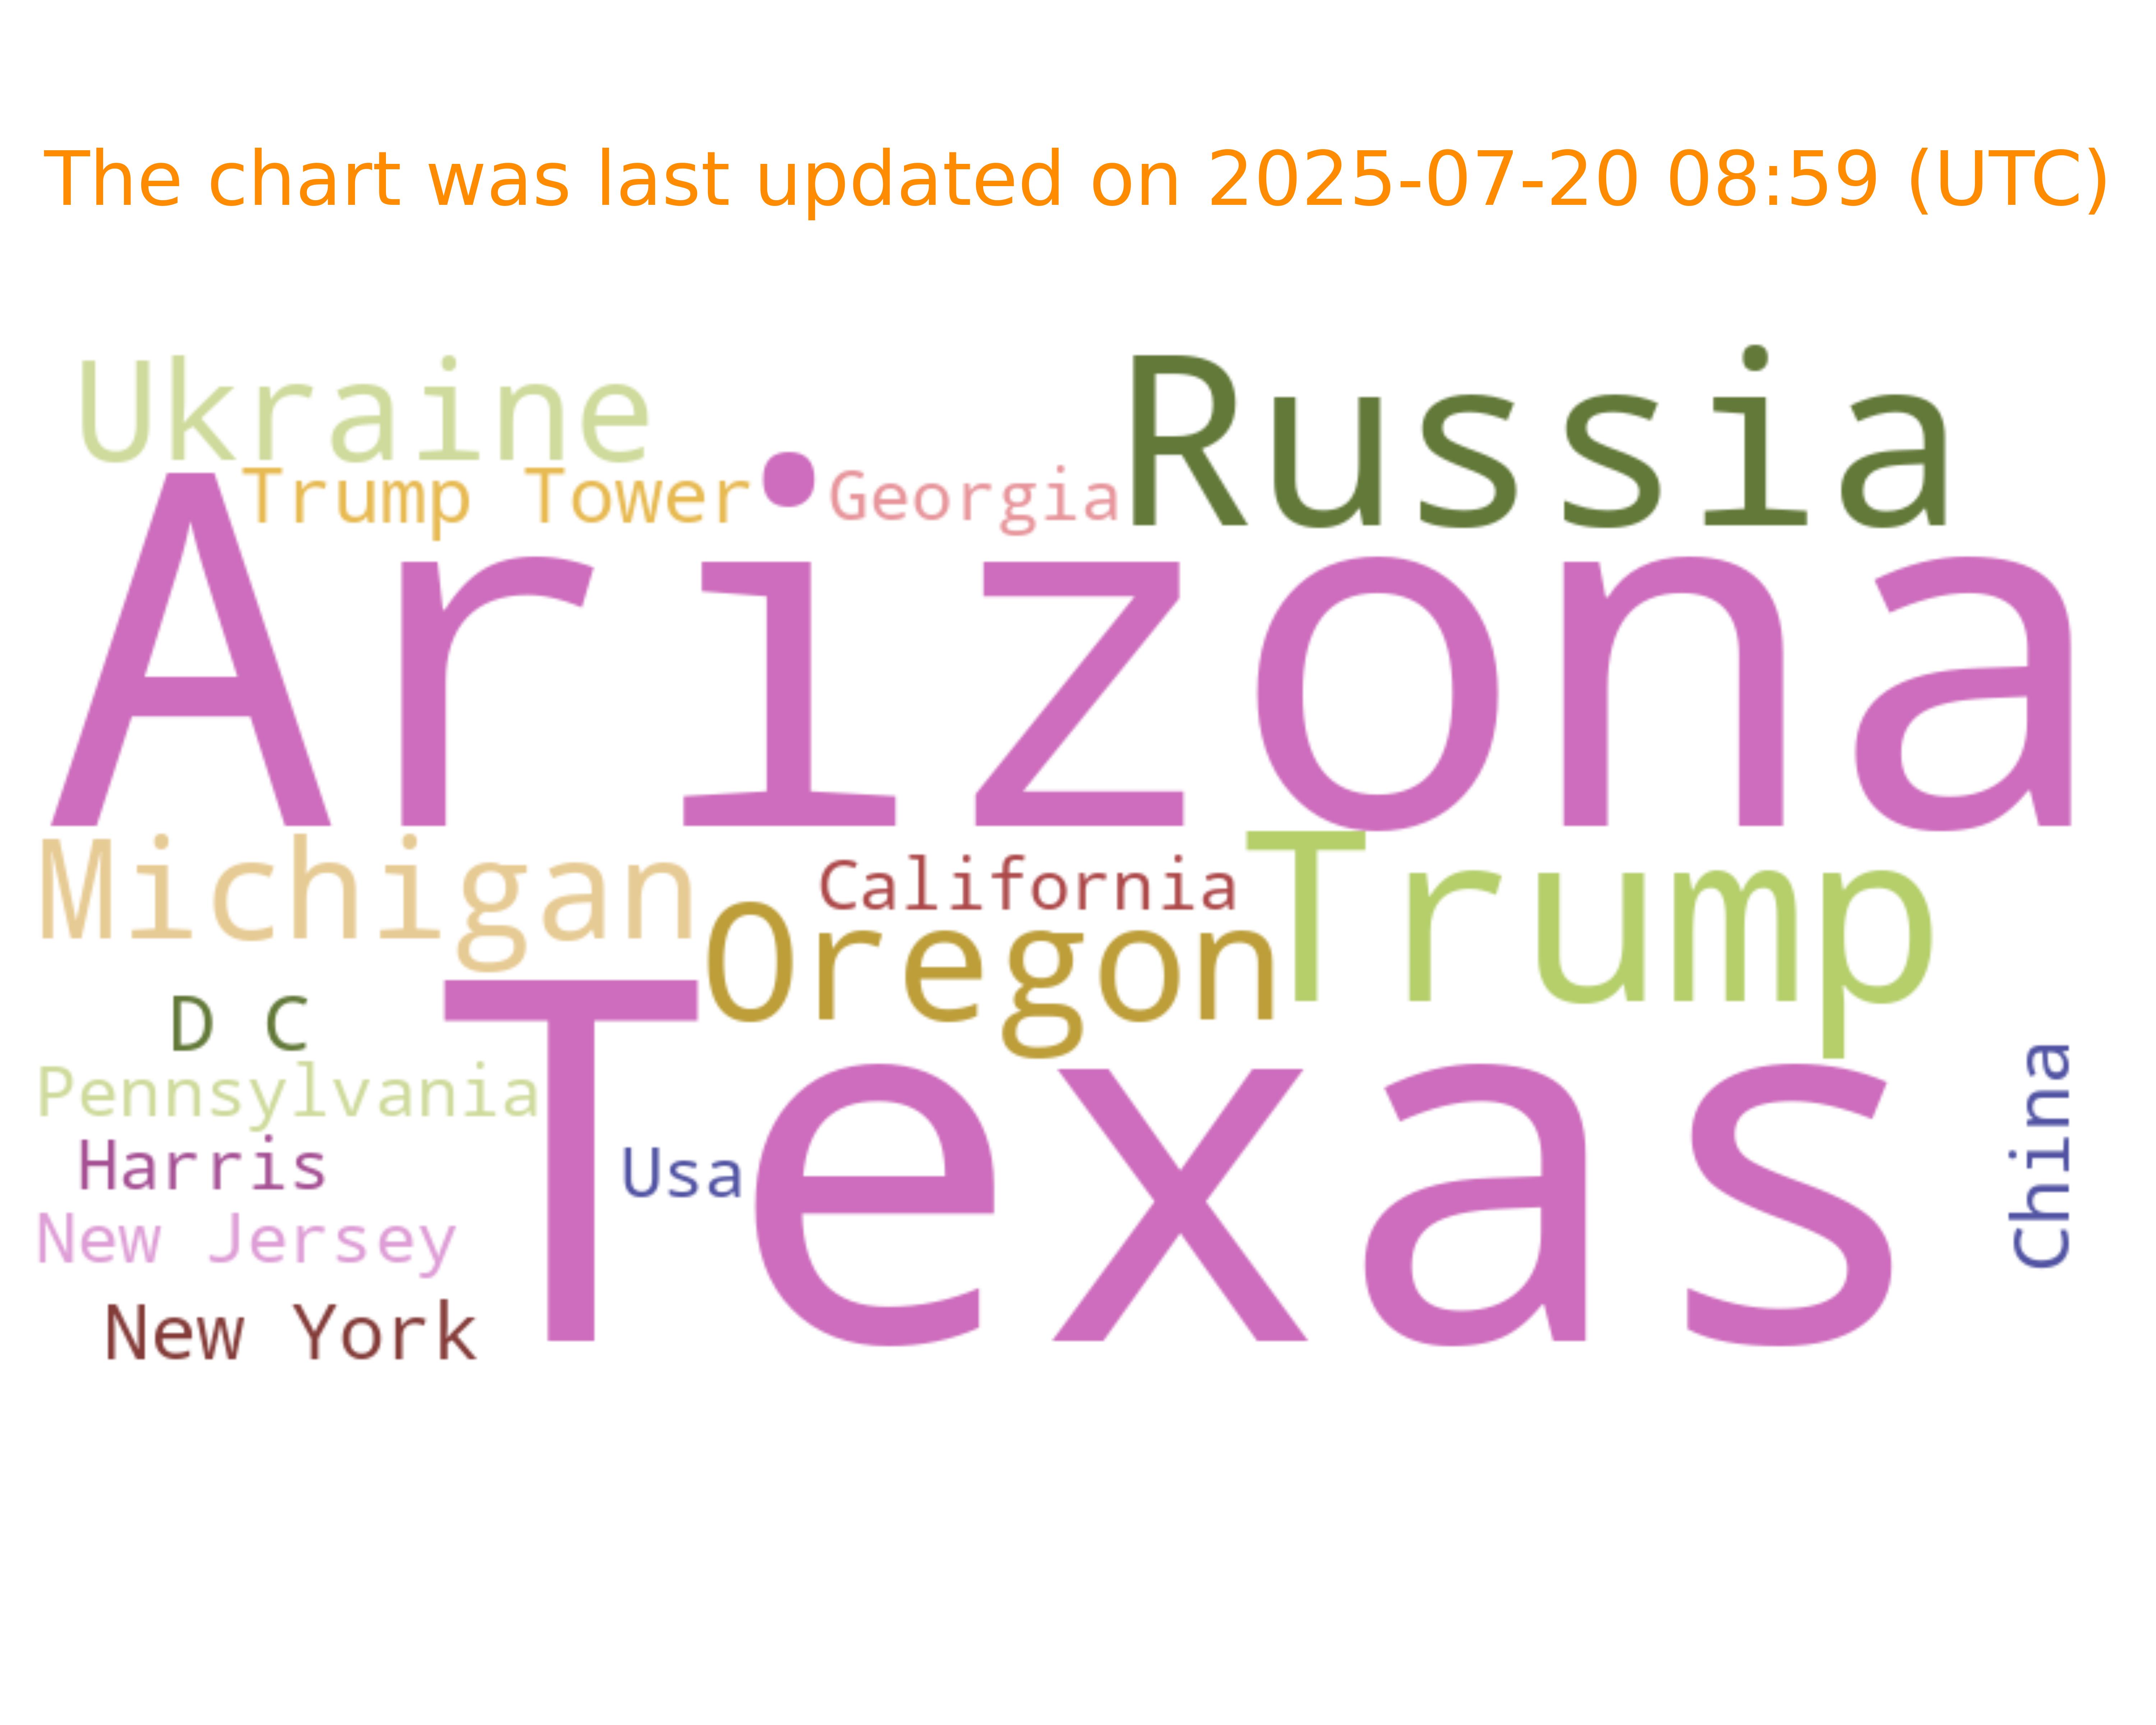 The chart was last updated on 2025-07-20 08:59 (UTC)
Ukraine
Russia
Trump Tower
Georgia
Arizona
Michigan
California
Trump
Oregon
D C
Texas
Pennsylvania
Harris
Usa
China
New Jersey
New York